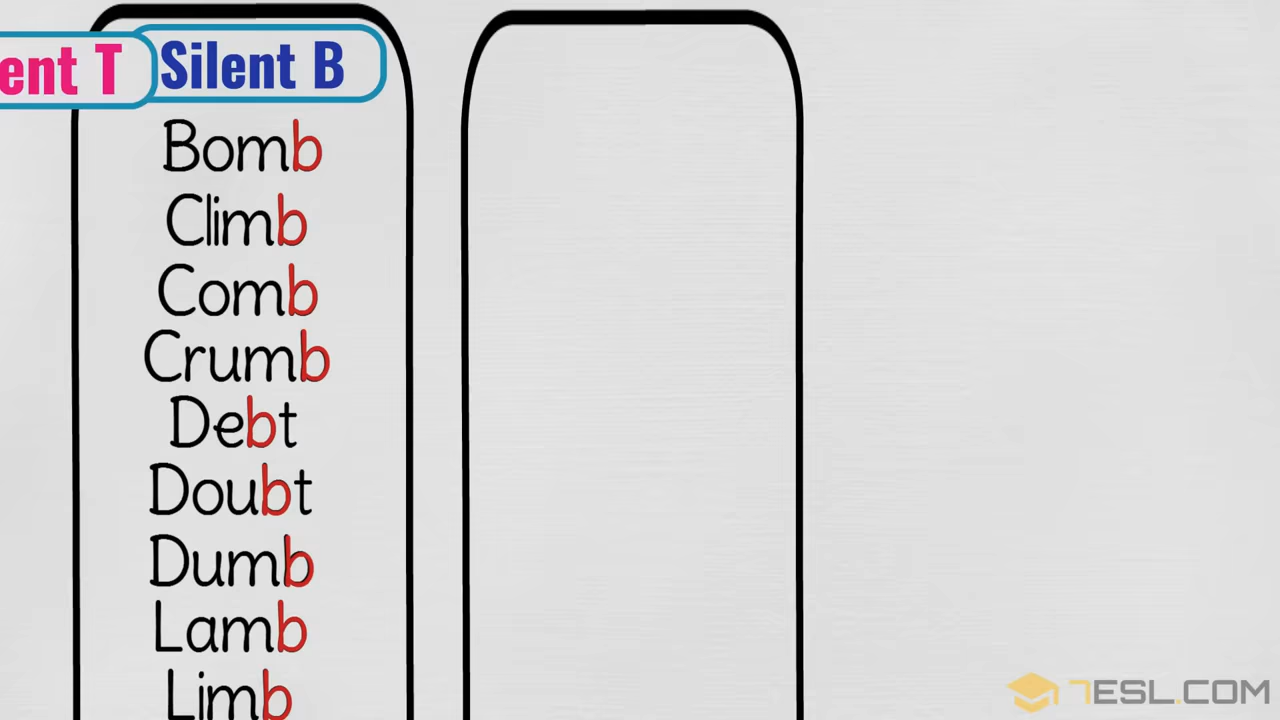 ent T
Silent B
Bomb
Climb
Comb
Crumb
Debt
Doubt
Dumb
Lamb
Limb
7ESL.COM